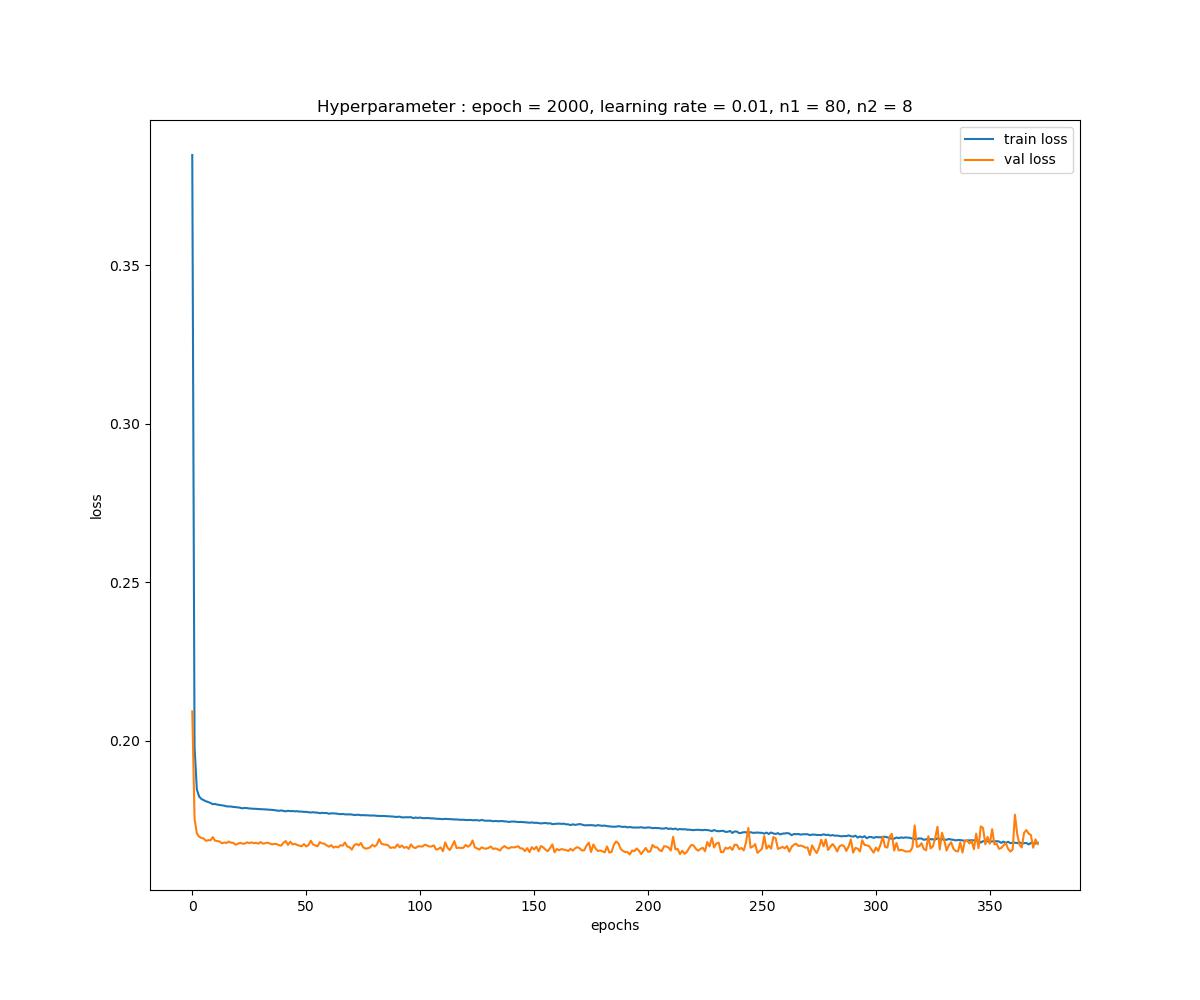 Hyperparameter : epoch = 2000, learning rate = 0.01, n1 = 80, n2 = 8
train loss
val loss
0.35
0.30
0.25
0.20
loss
0 50 100 150 200 250 300 350
epochs